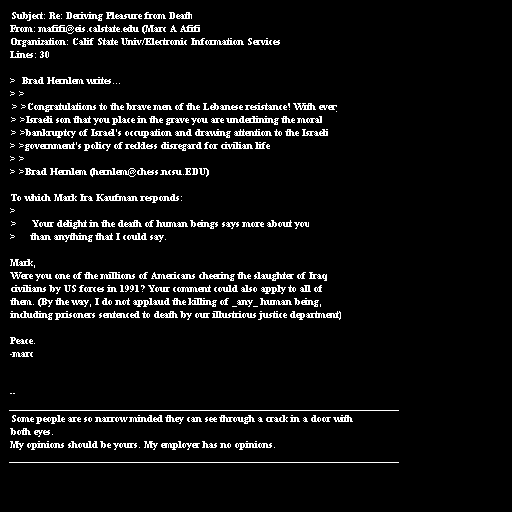 Subject: Re: Deriving Pleasure from Death
From: mafifi@eis.calstate.edu (Marc A Afifi
Organization: Calif State Univ/Electronic Information Services
Lines: 30

>  Brad Hernlem writes...
> >
> >Congratulations to the brave men of the Lebanese resistance! With every
> >Israeli son that you place in the grave you are underlining the moral
> >bankruptcy of Israel's occupation and drawing attention to the Israeli
> >government's policy of reckless disregard for civilian life
> >
> >Brad Hernlem (hernlem@chess.ncsu.EDU)

To which Mark Ira Kaufman responds:
>
>     Your delight in the death of human beings says more about you
>     than anything that I could say.

Mark,
Were you one of the millions of Americans cheering the slaughter of Iraq
civilians by US forces in 1991? Your comment could also apply to all of
them. (By the way, I do not applaud the killing of _any_ human being,
including prisoners sentenced to death by our illustrious justice department)

Peace.
-marc


--
Some people are so narrow minded they can see through a crack in a door with
both eyes.
My opinions should be yours. My employer has no opinions.